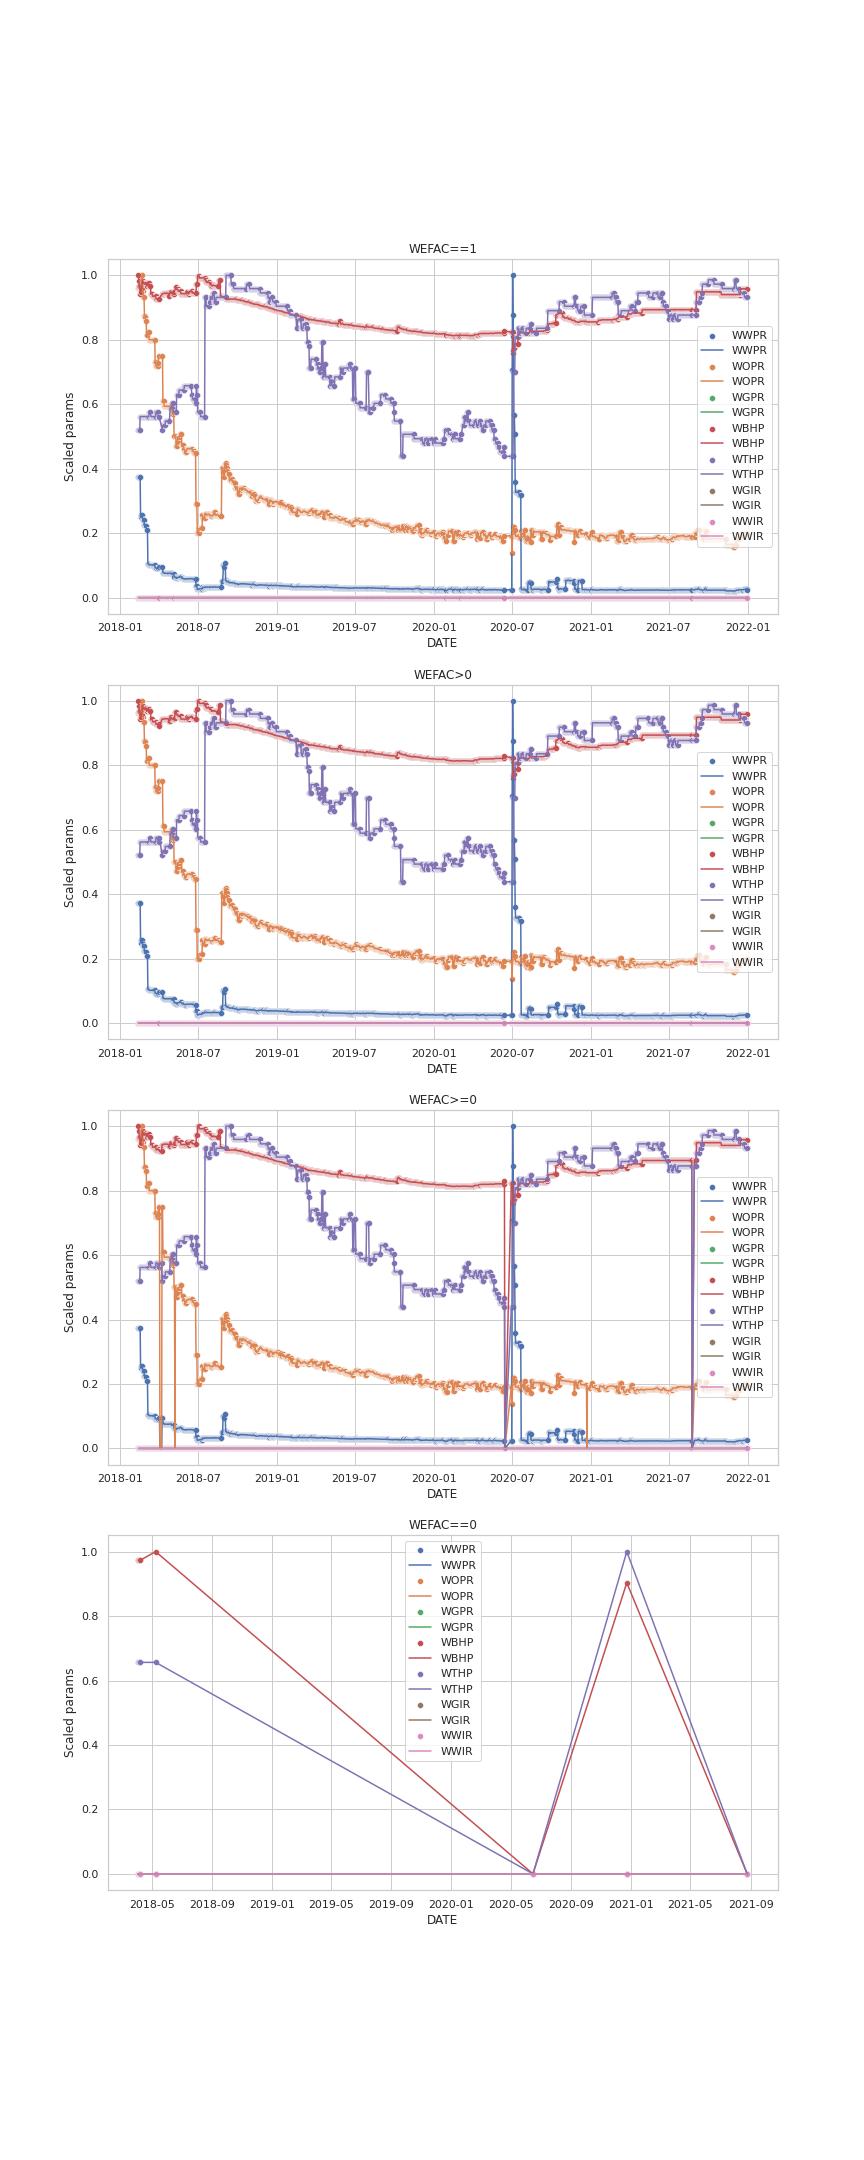 WEFAC==1
1.0
0.8
0.6
0.4
0.2
0.0
Scaled params
WWPR
WWPR
WOPR
WOPR
WGPR
WGPR
WBHP
WBHP
WTHP
WTHP
WGIR
WGIR
WWIR
WWIR
2018-01 2018-07 2019-01 2019-07 2020-01 2020-07 2021-01 2021-07 2022-01
DATE
WEFAC>0
1.0
0.8
0.6
0.4
0.2
0.0
Scaled params
WWPR
WWPR
WOPR
WOPR
WGPR
WGPR
WBHP
WBHP
WTHP
WTHP
WGIR
WGIR
WWIR
WWIR
2018-01 2018-07 2019-01 2019-07 2020-01 2020-07 2021-01 2021-07 2022-01
DATE
WEFAC>=0
1.0
0.8
0.6
0.4
0.2
0.0
Scaled params
WWPR
WWPR
WOPR
WOPR
WGPR
WGPR
WBHP
WBHP
WTHP
WTHP
WGIR
WGIR
WWIR
WWIR
2018-01 2018-07 2019-01 2019-07 2020-01 2020-07 2021-01 2021-07 2022-01
DATE
WEFAC==0
1.0
0.8
0.6
0.4
0.2
0.0
Scaled params
WWPR
WWPR
WOPR
WOPR
WGPR
WGPR
WBHP
WBHP
WTHP
WTHP
WGIR
WGIR
WWIR
WWIR
2018-05 2018-09 2019-01 2019-05 2019-09 2020-01 2020-05 2020-09 2021-01 2021-05 2021-09
DATE